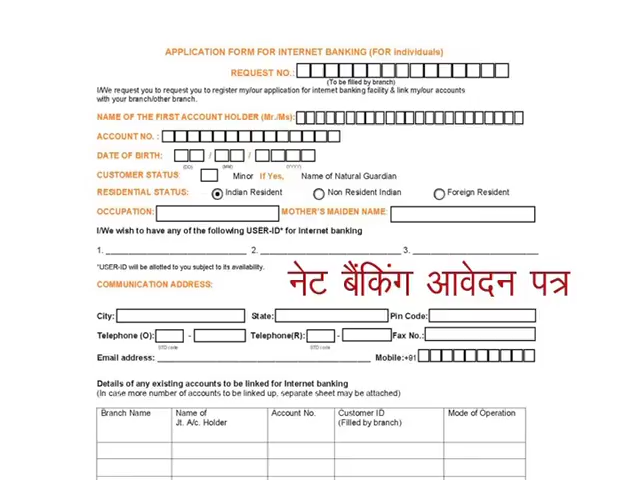 APPLICATION FORM FOR INTERNET BANKING (FOR individuals)
REQUEST NO.:
(To be filled by branch)
I/We request you to request you to register my/our application for internet banking facility & link my/our accounts
with your branch/other branch.
NAME OF THE FIRST ACCOUNT HOLDER (Mr./Ms):
ACCOUNT NO. :
DATE OF BIRTH: / /
(DD) (MM) (YYYY)
CUSTOMER STATUS: Minor If Yes, Name of Natural Guardian
RESIDENTIAL STATUS: Indian Resident Non Resident Indian Foreign Resident
OCCUPATION: MOTHER'S MAIDEN NAME:
I/We wish to have any of the following USER-ID* for Internet banking
1. 2. 3.
*USER-ID will be allotted to you subject to its availability.
नेट बैंकिंग आवेदन पत्र
COMMUNICATION ADDRESS:
City: State: Pin Code:
Telephone (O): - Telephone(R): - Fax No.:
STD code STD code
Email address: Mobile:+91
Details of any existing accounts to be linked for Internet banking
(In case more number of accounts to be linked up, separate sheet may be attached)
Branch Name Name of Jt. A/c. Holder Account No. Customer ID (Filled by branch) Mode of Operation